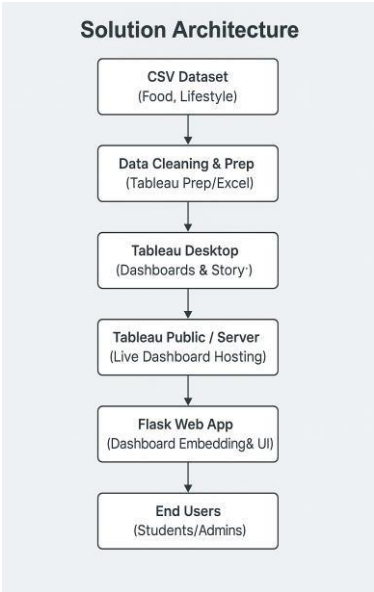 Solution Architecture
CSV Dataset
(Food, Lifestyle)
Data Cleaning & Prep
(Tableau Prep/Excel)
Tableau Desktop
(Dashboards & Story·)
Tableau Public / Server
(Live Dashboard Hosting)
Flask Web App
(Dashboard Embedding& UI)
End Users
(Students/Admins)